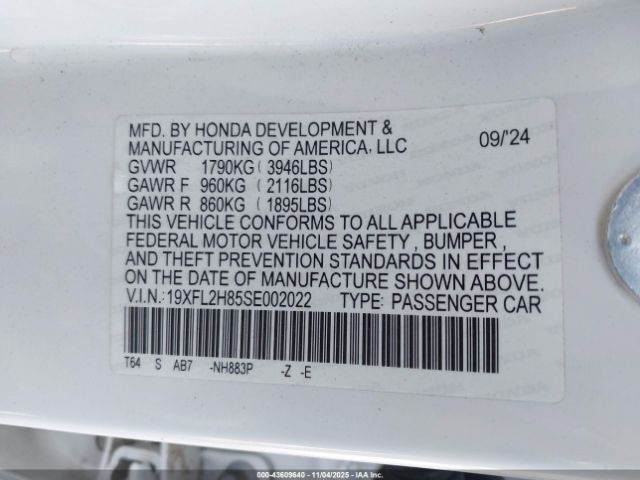 MFD. BY HONDA DEVELOPMENT &
MANUFACTURING OF AMERICA, LLC 09/'24
GVWR 1790KG ( 3946LBS)
GAWR F 960KG ( 2116LBS)
GAWR R 860KG ( 1895LBS)
THIS VEHICLE CONFORMS TO ALL APPLICABLE
FEDERAL MOTOR VEHICLE SAFETY , BUMPER ,
AND THEFT PREVENTION STANDARDS IN EFFECT
ON THE DATE OF MANUFACTURE SHOWN ABOVE.
V.I.N.: 19XFL2H85SE002022 TYPE: PASSENGER CAR
T64 S AB7 -NH883P -Z -E
000-43609640 - 11/04/2025 - IAAI.COM